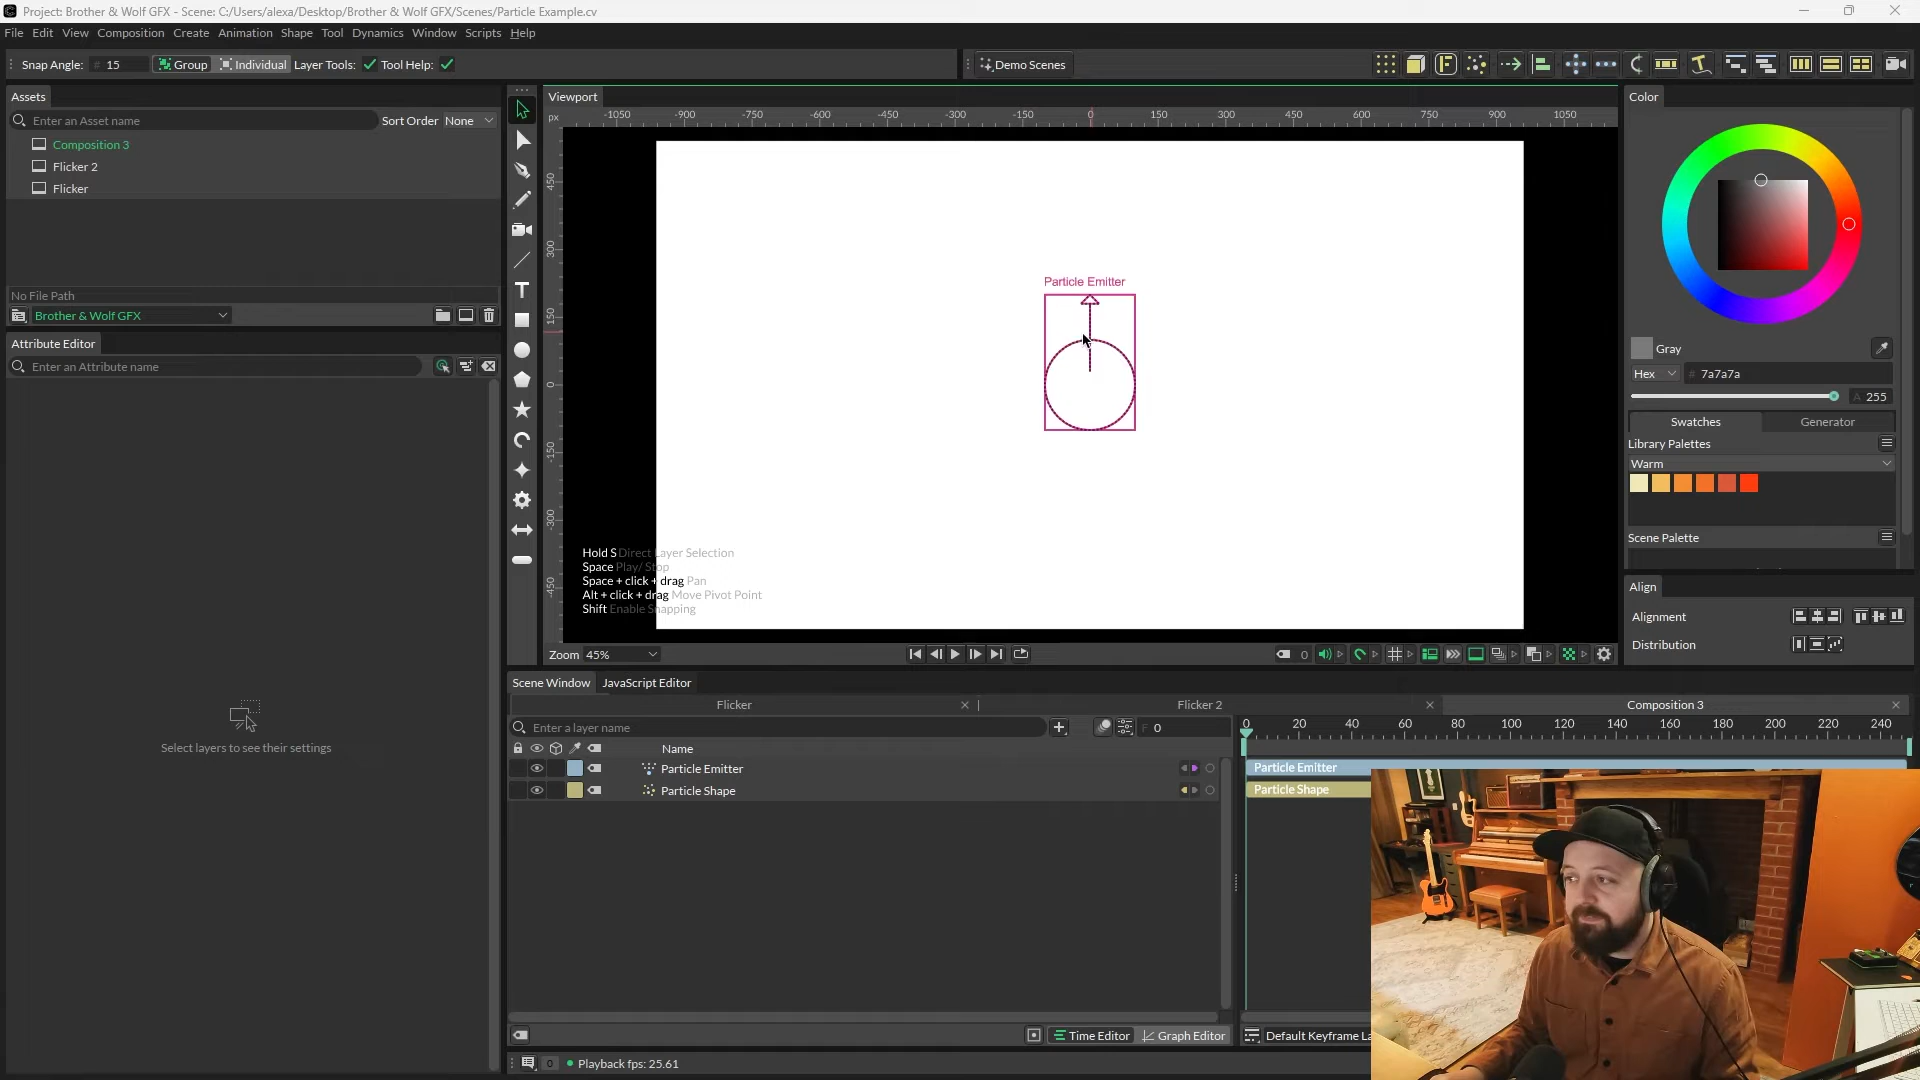 Project: Brother & Wolf GFX - Scene: C:/Users/alexa/Desktop/Brother & Wolf GFX/Scenes/Particle Example.cv
File Edit View Composition Create Animation Shape Tool Dynamics Window Scripts Help
Snap Angle: 15 Group Individual Layer Tools: Tool Help: Demo Scenes
Assets
Enter an Asset name
Sort Order None
Composition 3
Flicker 2
Flicker
No File Path
Brother & Wolf GFX
Attribute Editor
Enter an Attribute name
Select layers to see their settings
Viewport
px -1050 -900 -750 -600 -450 -300 -150 0 150 300 450 600 750 900 1050
450
300
150
0
-150
-300
-450
Particle Emitter
Hold S Direct Layer Selection
Space Play/ Stop
Space + click + drag Pan
Alt + click + drag Move Pivot Point
Shift Enable Snapping
Zoom 45%
0
Color
Gray
Hex # 7a7a7a
A 255
Swatches Generator
Library Palettes
Warm
Scene Palette
Align
Alignment
Distribution
Scene Window JavaScript Editor
Flicker Flicker 2 Composition 3
Enter a layer name
F 0
0 20 40 60 80 100 120 140 160 180 200 220 240
Name
Particle Emitter
Particle Shape
Particle Emitter
Particle Shape
Time Editor Graph Editor
Default Keyframe La
0 Playback fps: 25.61